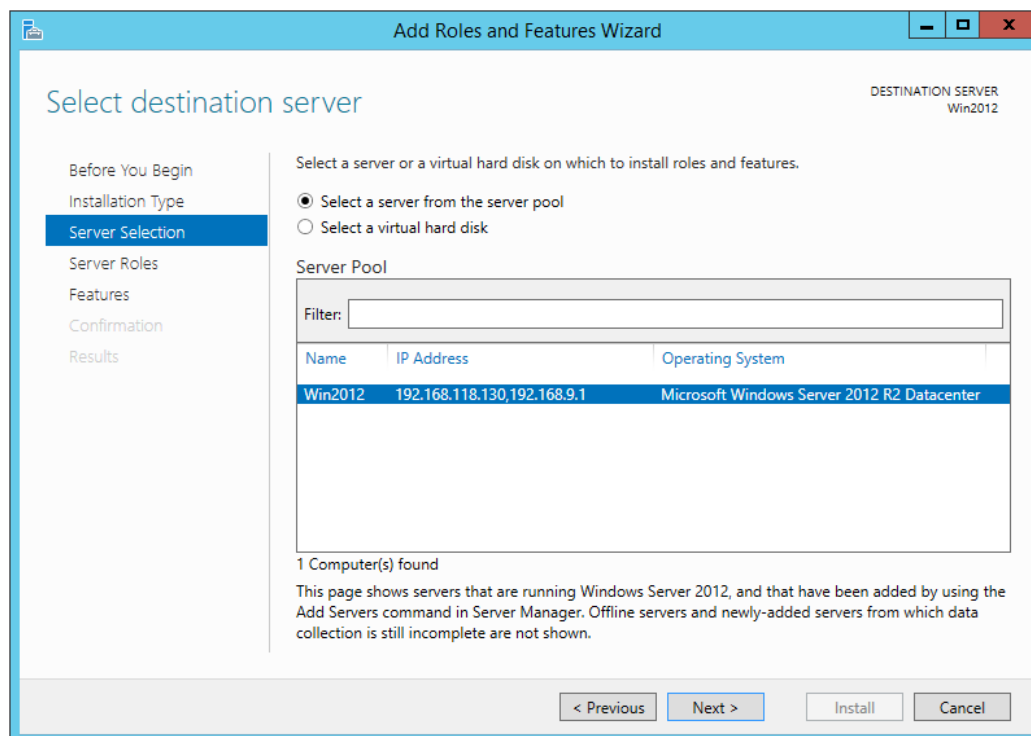 Add Roles and Features Wizard
Select destination server
DESTINATION SERVER
Win2012
Before You Begin
Installation Type
Server Selection
Server Roles
Features
Confirmation
Results
Select a server or a virtual hard disk on which to install roles and features.
Select a server from the server pool
Select a virtual hard disk
Server Pool
Filter:
Name IP Address Operating System
Win2012 192.168.118.130,192.168.9.1 Microsoft Windows Server 2012 R2 Datacenter
1 Computer(s) found
This page shows servers that are running Windows Server 2012, and that have been added by using the
Add Servers command in Server Manager. Offline servers and newly-added servers from which data
collection is still incomplete are not shown.
< Previous Next > Install Cancel